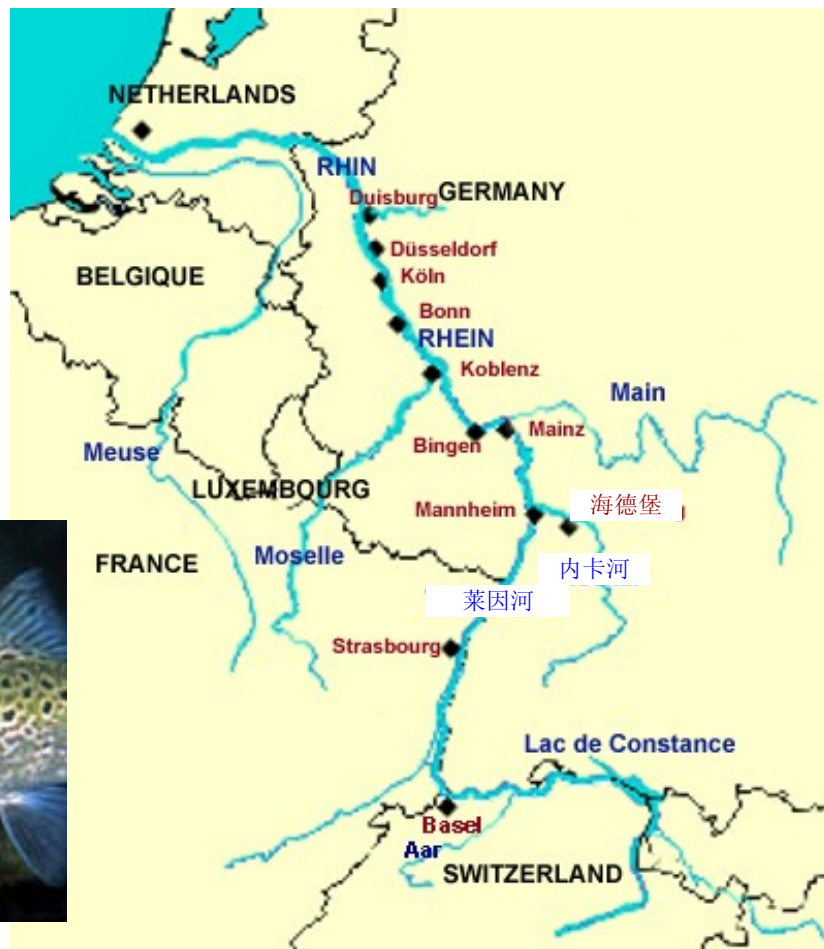 NETHERLANDS
RHIN
GERMANY
Duisburg
Düsseldorf
BELGIQUE
Köln
Bonn
RHEIN
Koblenz
Main
Bingen
Mainz
Meuse
LUXEMBOURG
Mannheim
海德堡
FRANCE
Moselle
内卡河
莱因河
Strasbourg
Lac de Constance
Basel
Aar
SWITZERLAND